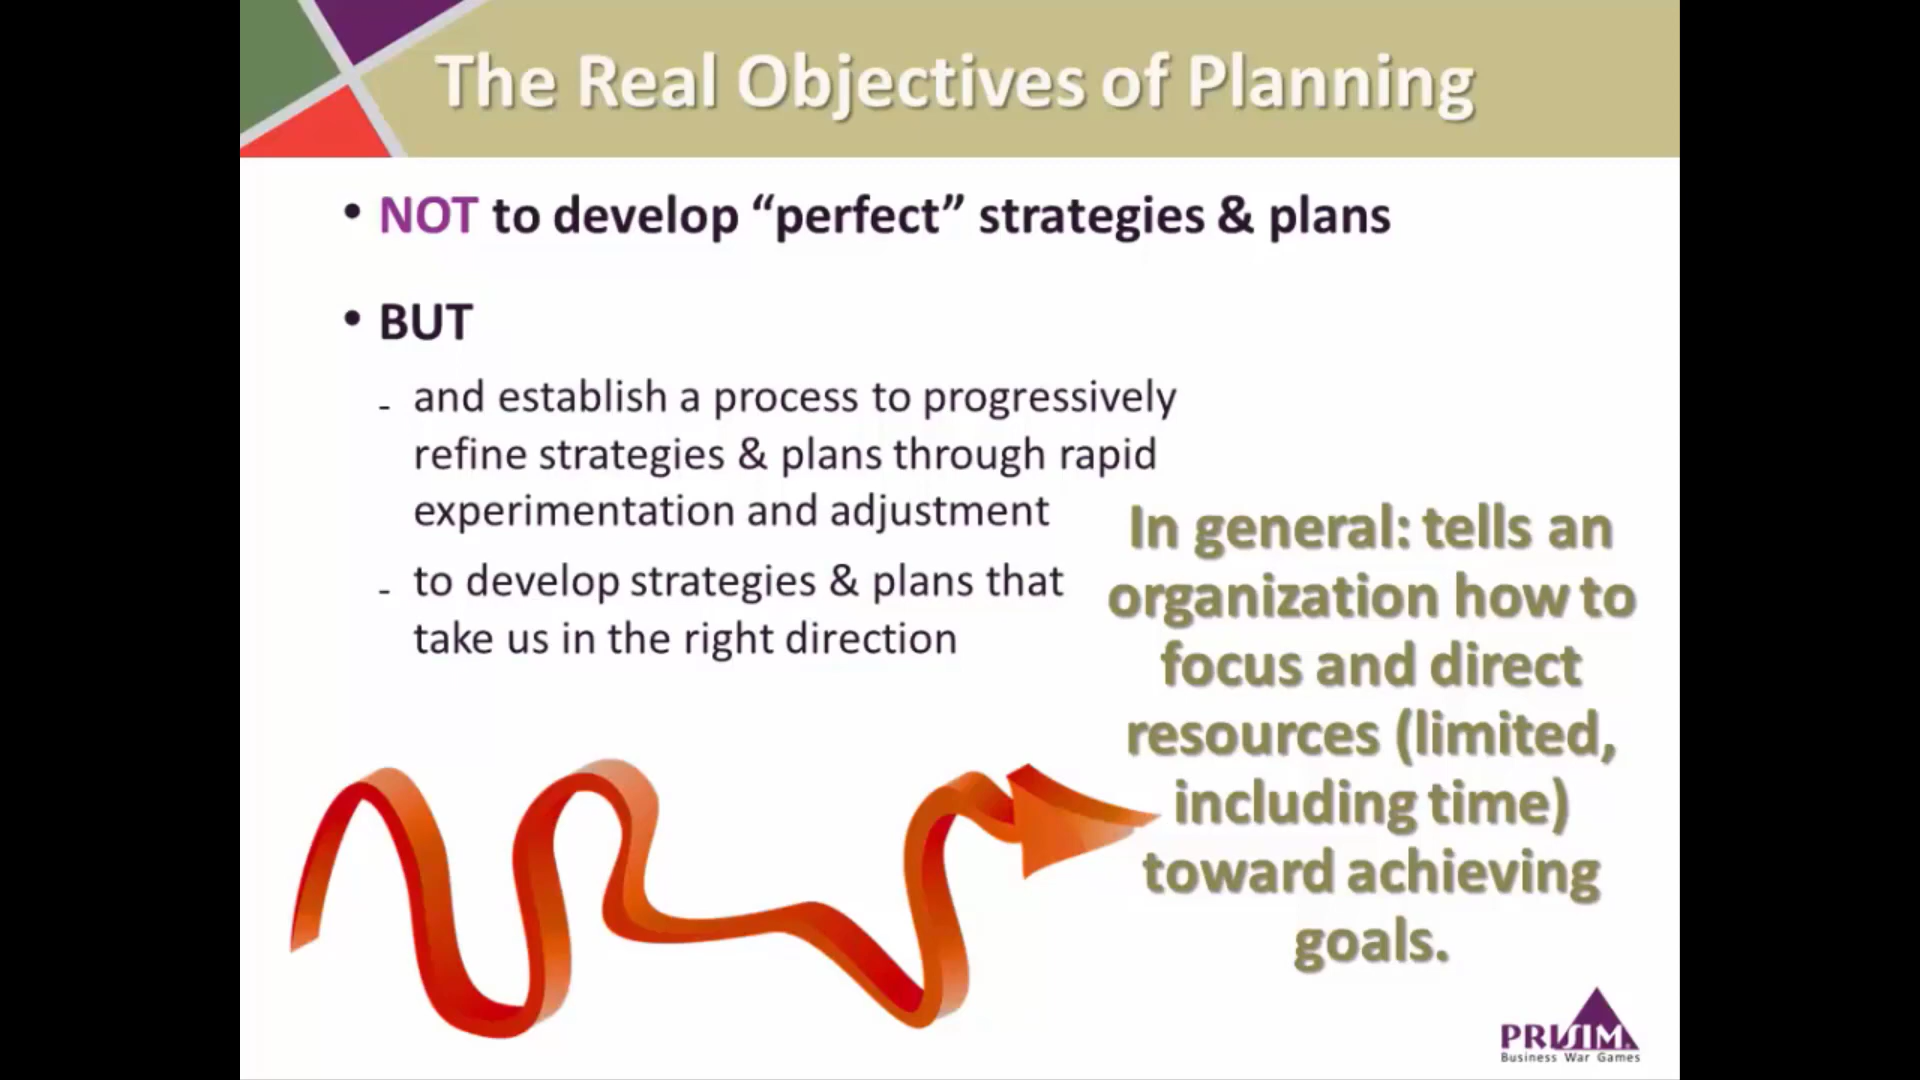 The Real Objectives of Planning
• NOT to develop “perfect” strategies & plans
• BUT
- and establish a process to progressively
refine strategies & plans through rapid
experimentation and adjustment
- to develop strategies & plans that
take us in the right direction
In general: tells an
organization how to
focus and direct
resources (limited,
including time)
toward achieving
goals.
PRISIM
Business War Games